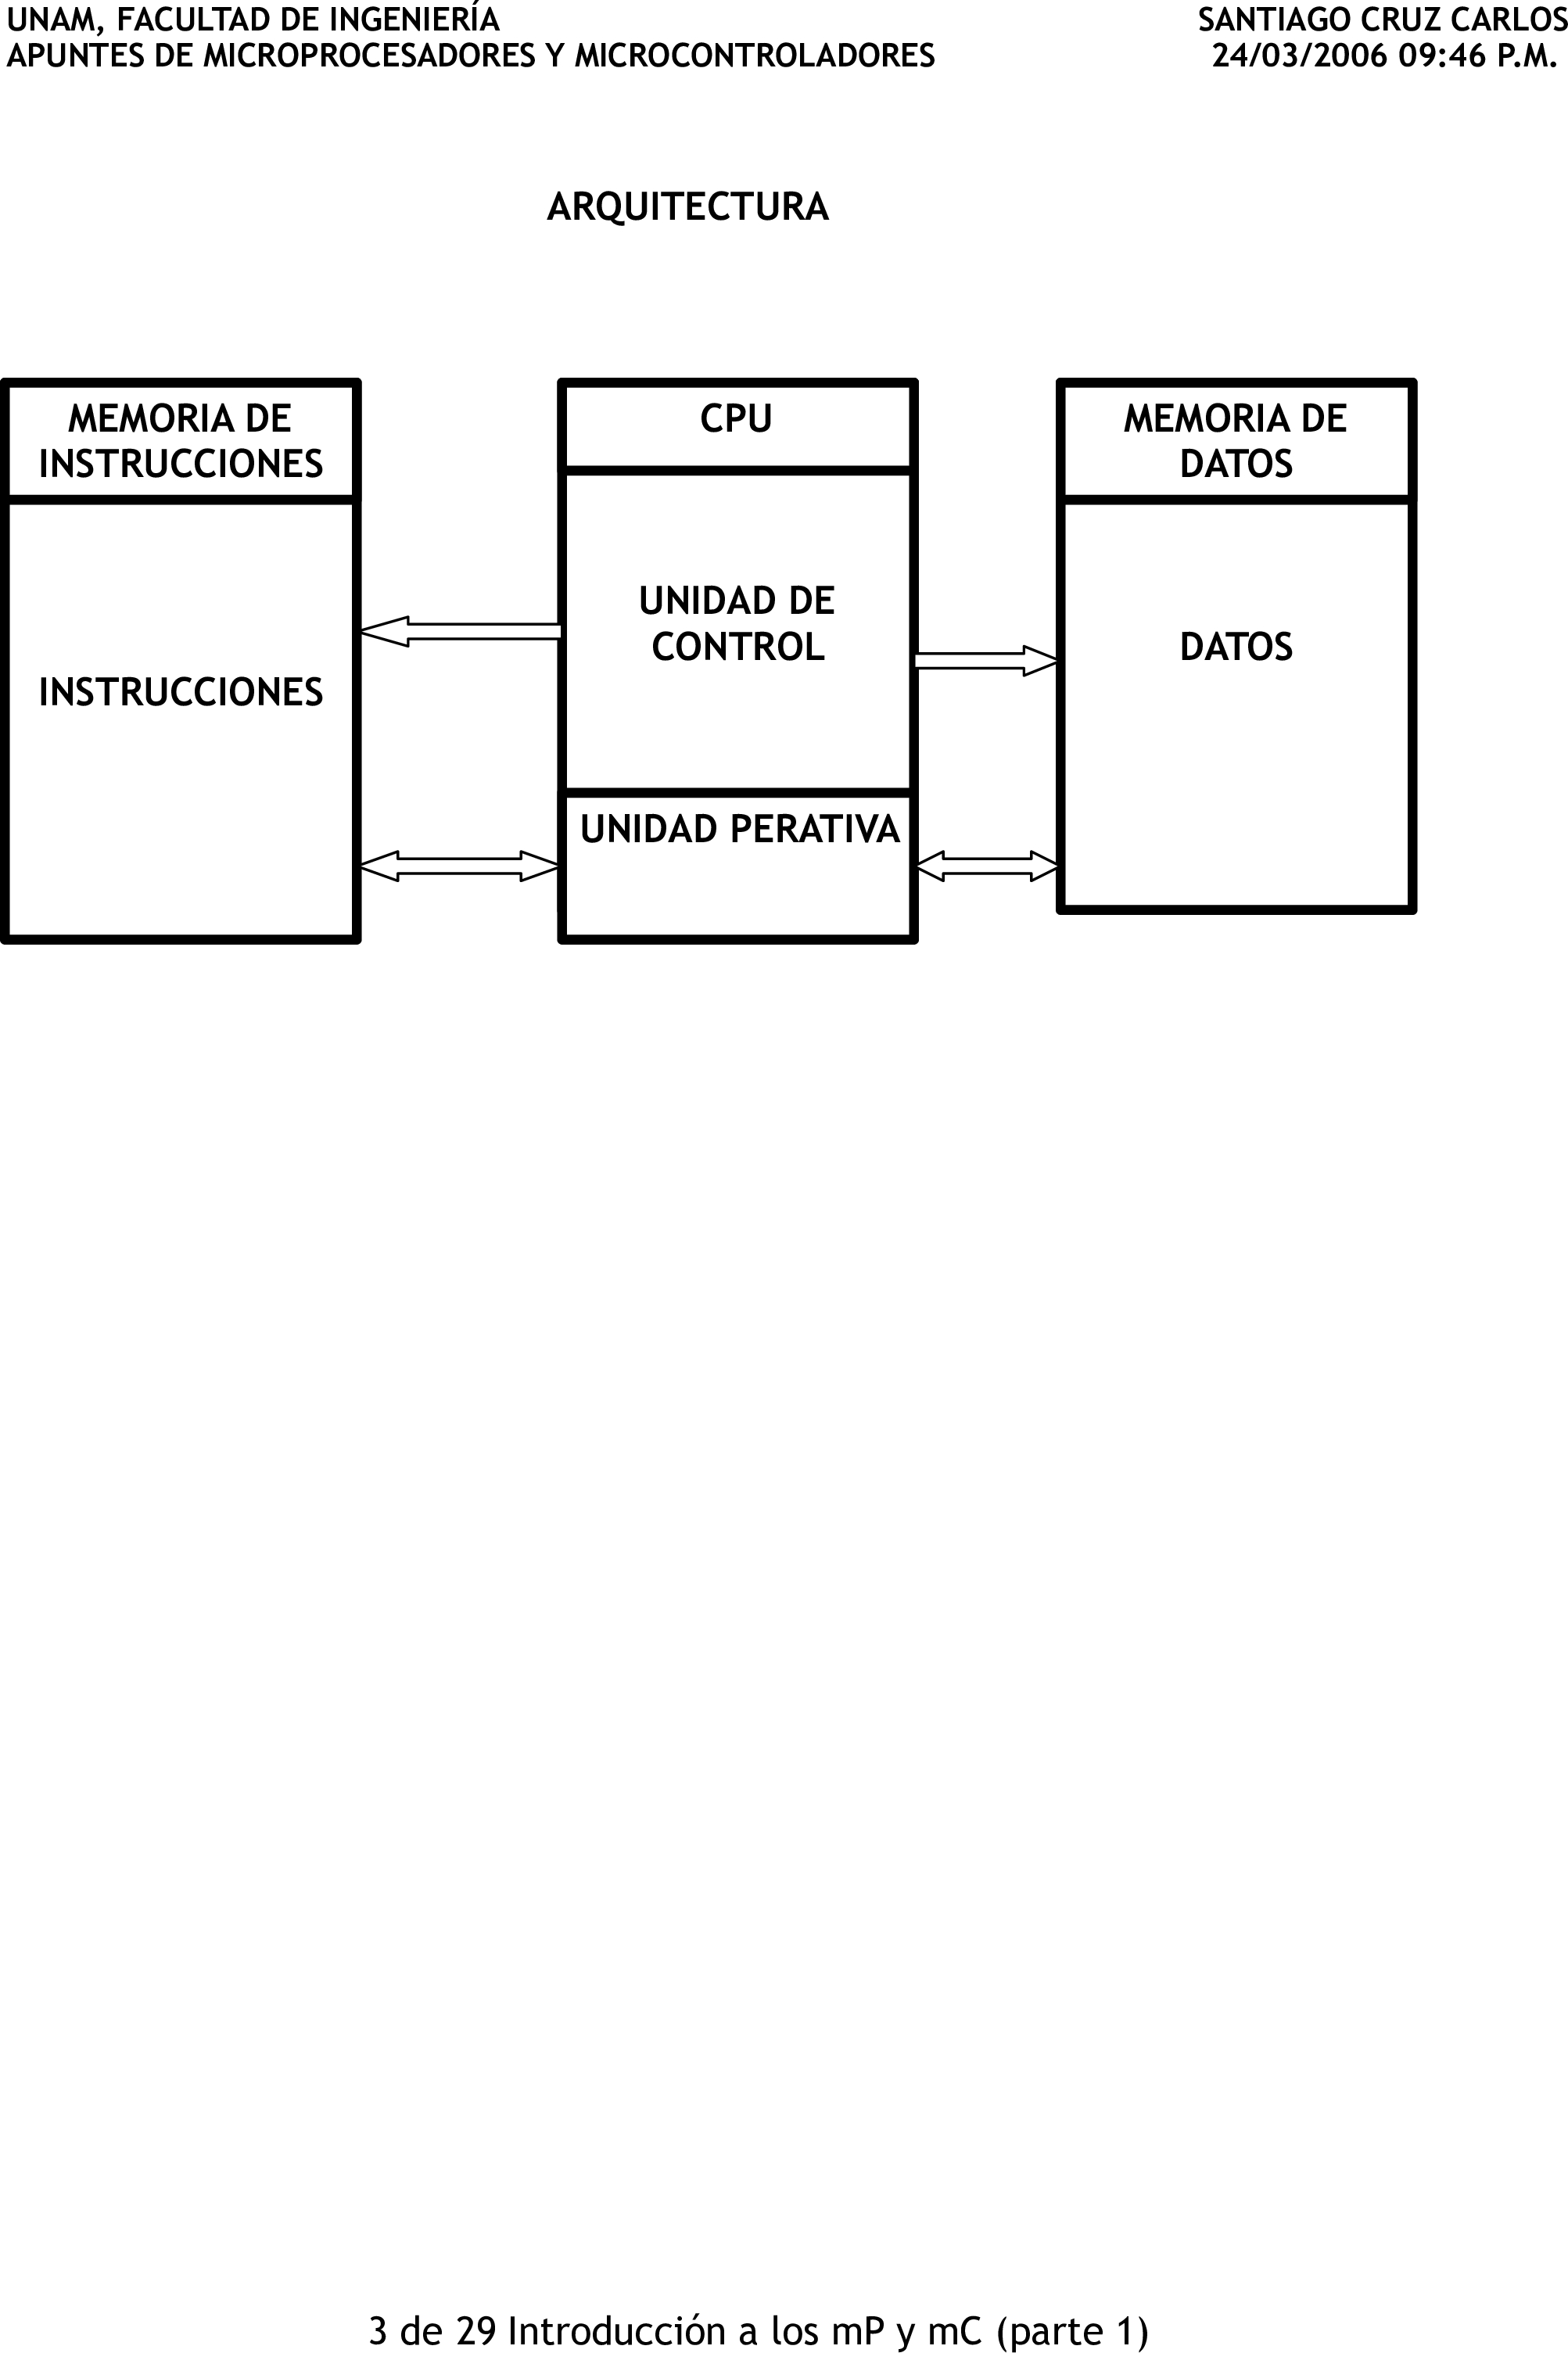 UNAM, FACULTAD DE INGENIERÍA
APUNTES DE MICROPROCESADORES Y MICROCONTROLADORES
SANTIAGO CRUZ CARLOS
24/03/2006 09:46 P.M.
ARQUITECTURA
MEMORIA DE
INSTRUCCIONES
INSTRUCCIONES
CPU
UNIDAD DE
CONTROL
UNIDAD PERATIVA
MEMORIA DE
DATOS
DATOS
3 de 29 Introducción a los mP y mC (parte 1)